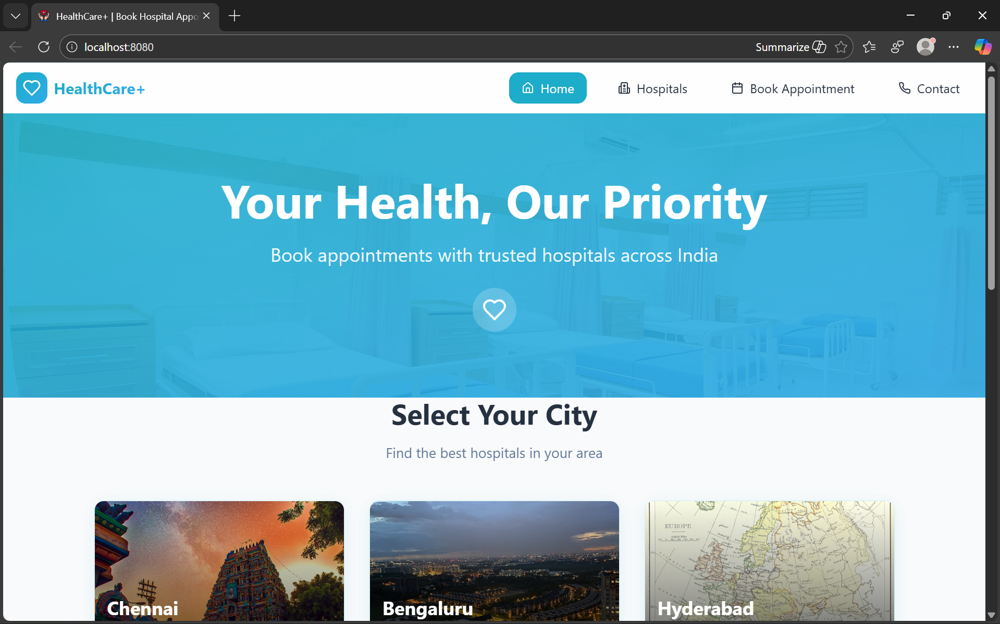 HealthCare+ | Book Hospital Appo
localhost:8080
Summarize
HealthCare+
Home
Hospitals
Book Appointment
Contact
Your Health, Our Priority
Book appointments with trusted hospitals across India
Select Your City
Find the best hospitals in your area
EUROPE
English Miles
Chennai
Bengaluru
Hyderabad